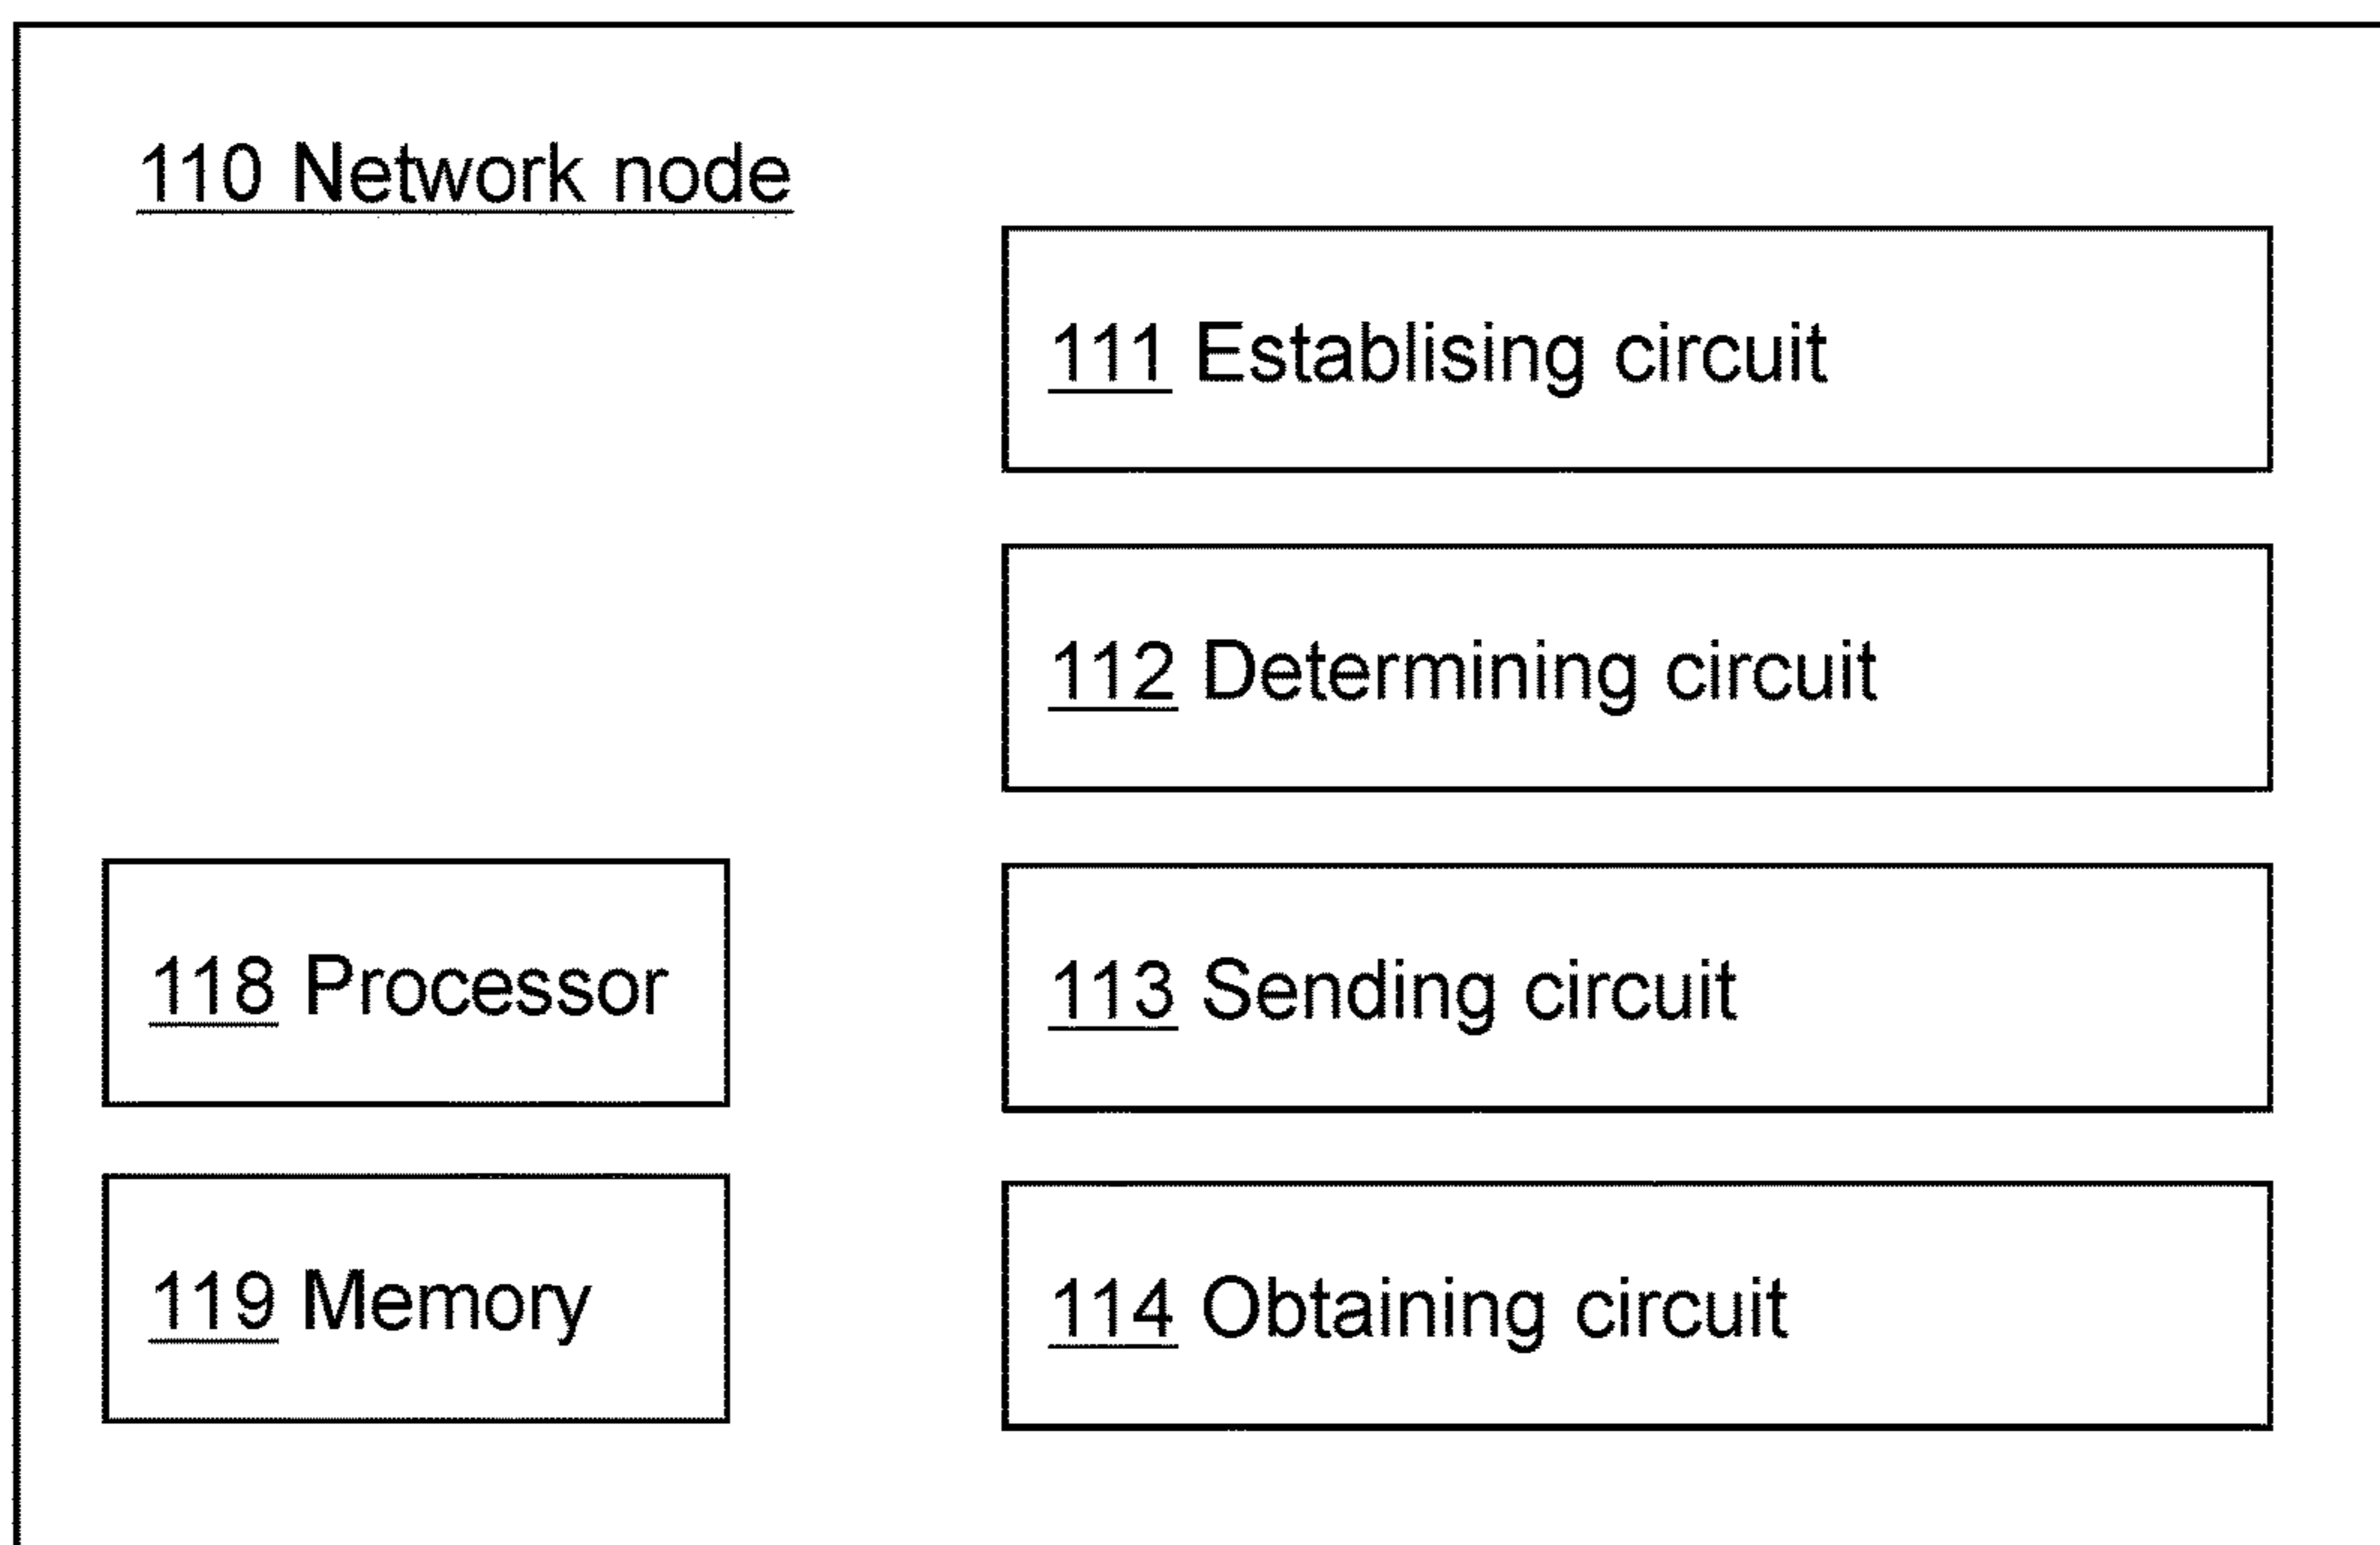 110 Network node
111 Establising circuit
112 Determining circuit
118 Processor
113 Sending circuit
119 Memory
114 Obtaining circuit